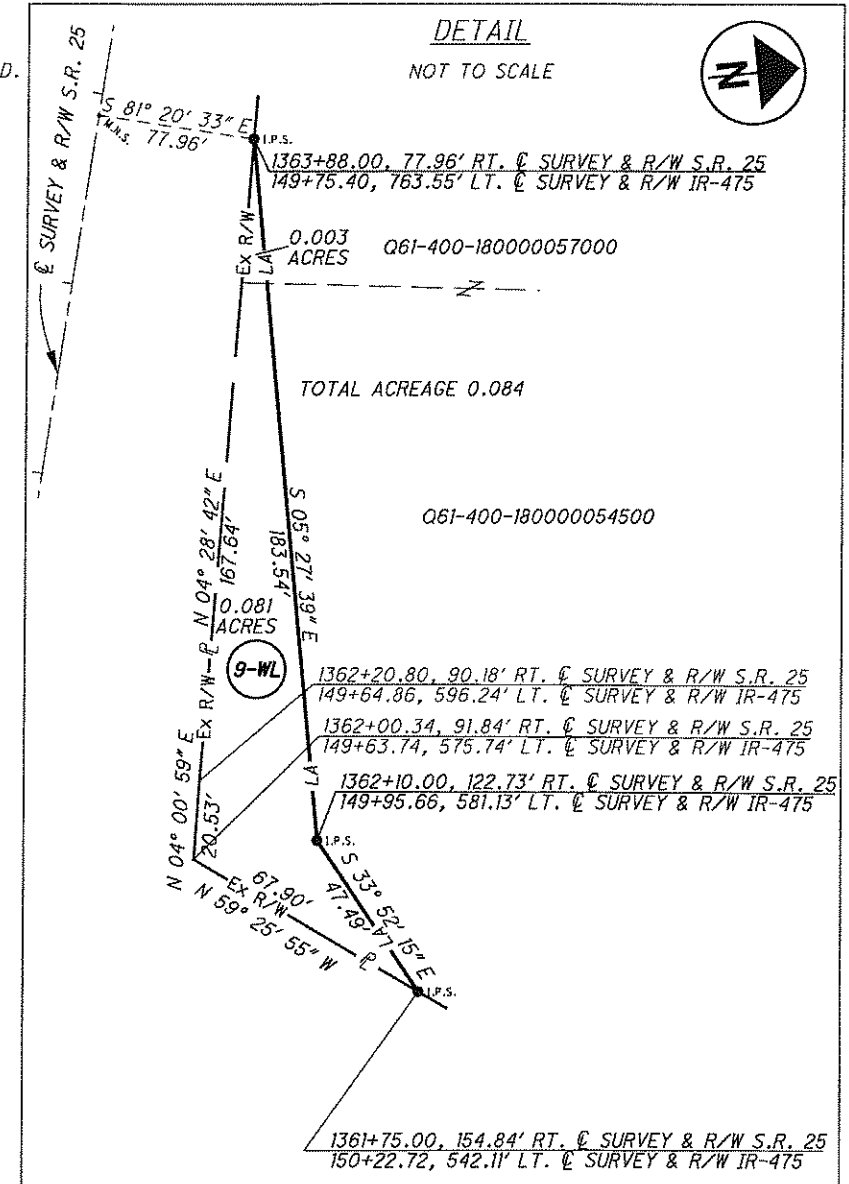 DETAIL
NOT TO SCALE
N
D.
℄ SURVEY & R/W S.R. 25
S 81° 20' 33" E
M.N.S. 77.96'
I.P.S.
1363+88.00, 77.96' RT. ℄ SURVEY & R/W S.R. 25
149+75.40, 763.55' LT. ℄ SURVEY & R/W IR-475
Ex R/W
LA
0.003
ACRES
Q61-400-180000057000
Z
TOTAL ACREAGE 0.084
Q61-400-180000054500
N 04° 28' 42" E
167.64'
S 05° 27' 39" E
183.54'
0.081
ACRES
9-WL
Ex R/W ℙ
1362+20.80, 90.18' RT. ℄ SURVEY & R/W S.R. 25
149+64.86, 596.24' LT. ℄ SURVEY & R/W IR-475
1362+00.34, 91.84' RT. ℄ SURVEY & R/W S.R. 25
149+63.74, 575.74' LT. ℄ SURVEY & R/W IR-475
LA
1362+10.00, 122.73' RT. ℄ SURVEY & R/W S.R. 25
149+95.66, 581.13' LT. ℄ SURVEY & R/W IR-475
N 04° 00' 59" E
20.53'
I.P.S.
S 33° 52' 15" E
47.49'
LA
67.90'
Ex R/W
N 59° 25' 55" W
ℙ
I.P.S.
1361+75.00, 154.84' RT. ℄ SURVEY & R/W S.R. 25
150+22.72, 542.11' LT. ℄ SURVEY & R/W IR-475